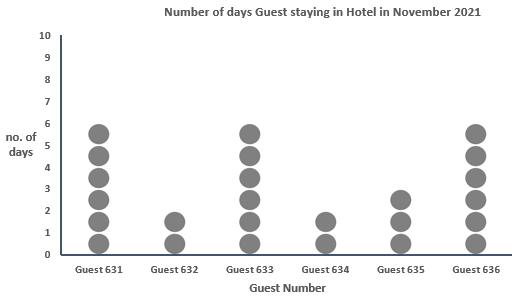 Number of days Guest staying in Hotel in November 2021
10
9
8
7
6
5
4
3
2
1
0
no. of
days
Guest 631 Guest 632 Guest 633 Guest 634 Guest 635 Guest 636
Guest Number